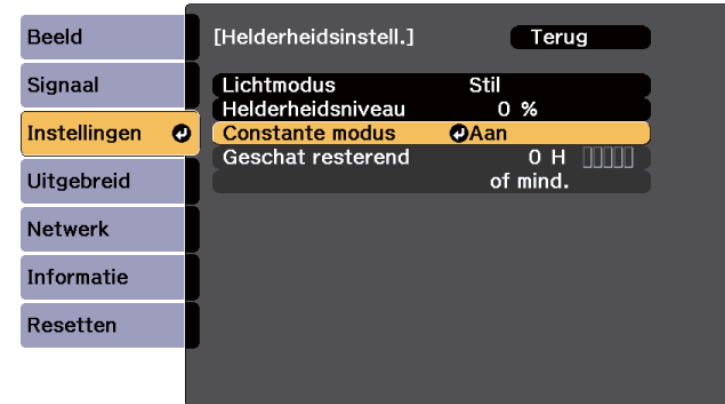 Beeld
Signaal
Instellingen
Uitgebreid
Netwerk
Informatie
Resetten
[Helderheidsinstell.] Terug
Lichtmodus Stil
Helderheidsniveau 0 %
Constante modus Aan
Geschat resterend 0 H
of mind.